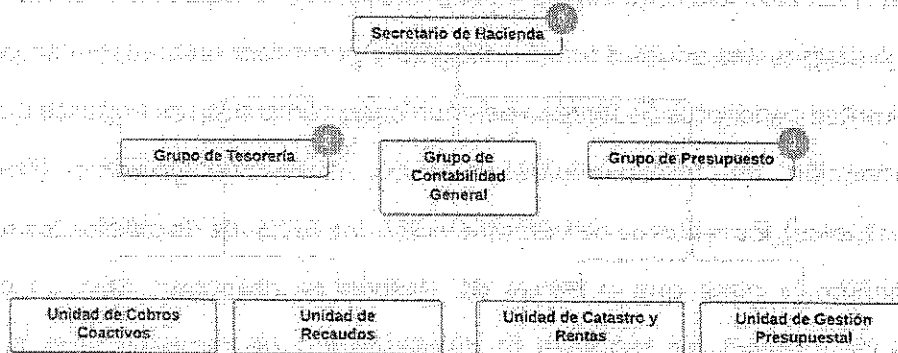 Secretario de Hacienda
Grupo de Tesorería
Grupo de
Contabilidad
General
Grupo de Presupuesto
Unidad de Cobros
Coactivos
Unidad de
Recaudos
Unidad de Catastro y
Rentas
Unidad de Gestión
Presupuestal